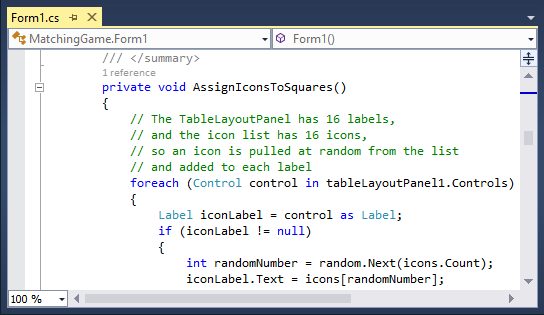 Form1.cs
MatchingGame.Form1 Form1()
/// </summary>
1 reference
private void AssignIconsToSquares()
{
// The TableLayoutPanel has 16 labels,
// and the icon list has 16 icons,
// so an icon is pulled at random from the list
// and added to each label
foreach (Control control in tableLayoutPanel1.Controls)
{
Label iconLabel = control as Label;
if (iconLabel != null)
{
int randomNumber = random.Next(icons.Count);
iconLabel.Text = icons[randomNumber];
100 %